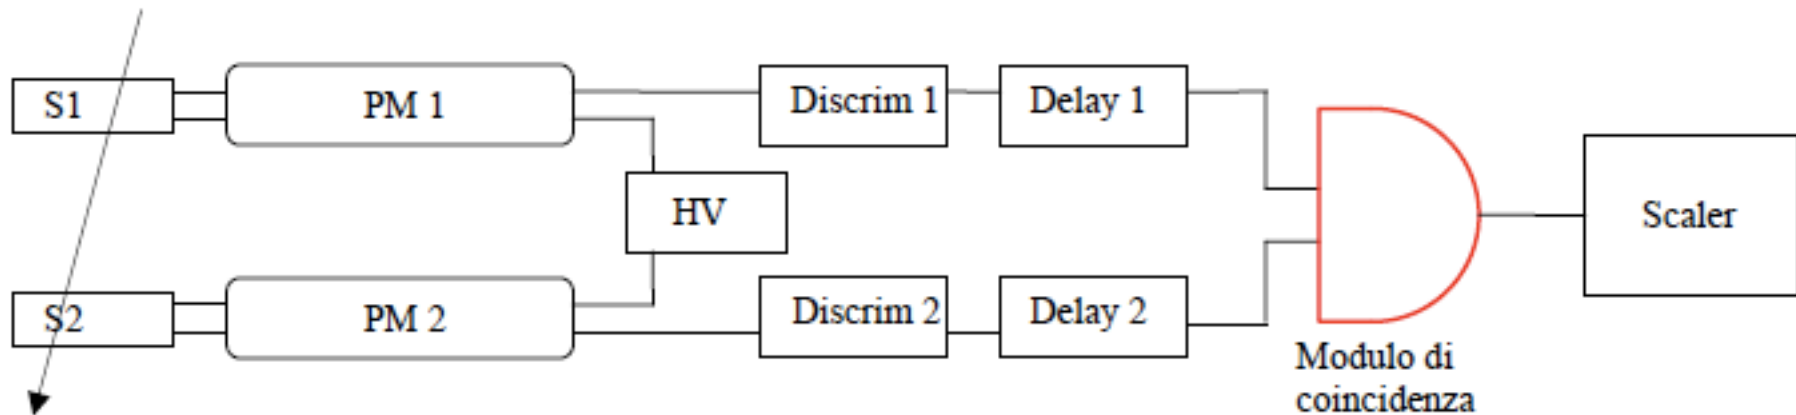 S1
PM 1
Discrim 1
Delay 1
HV
Scaler
S2
PM 2
Discrim 2
Delay 2
Modulo di
coincidenza